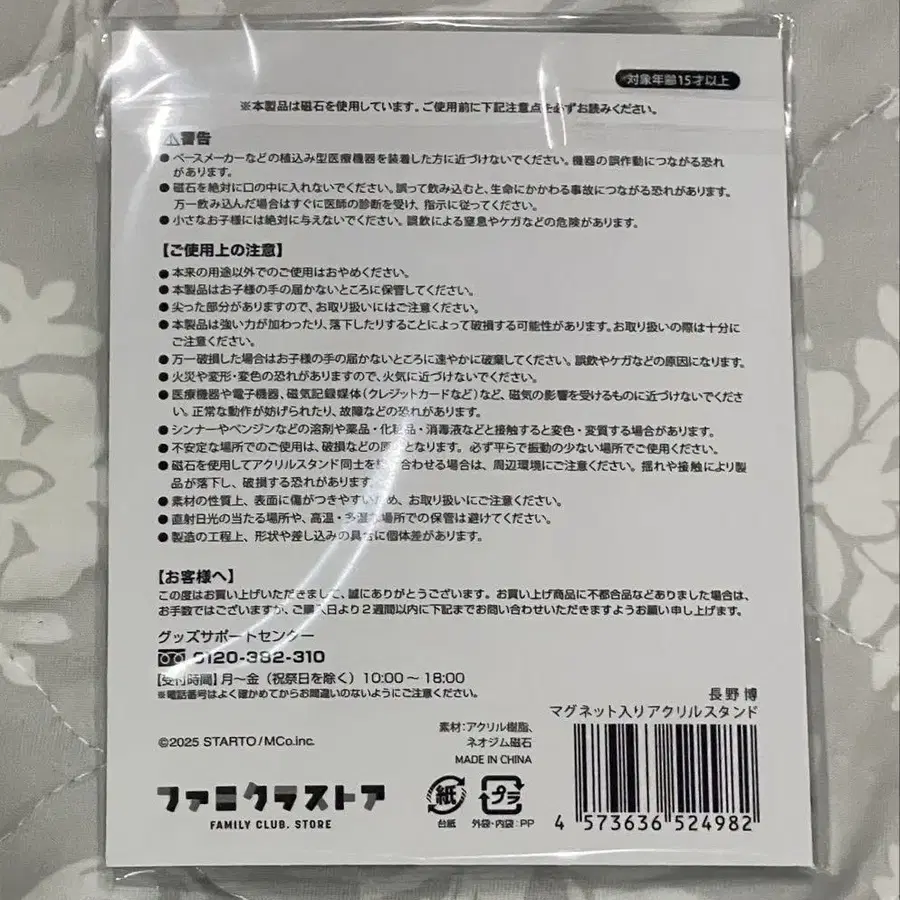 対象年齢15才以上
※本製品は磁石を使用しています。ご使用前に下記注意点を必ずお読みください。
⚠警告
●ペースメーカーなどの植込み型医療機器を装着した方に近づけないでください。機器の誤作動につながる恐れ
があります。
●磁石を絶対に口の中に入れないでください。誤って飲み込むと、生命にかかわる事故につながる恐れがあります。
万一飲み込んだ場合はすぐに医師の診断を受け、指示に従ってください。
●小さなお子様には絶対に与えないでください。誤飲による窒息やケガなどの危険があります。
【ご使用上の注意】
●本来の用途以外でのご使用はおやめください。
●本製品はお子様の手の届かないところに保管してください。
●尖った部分がありますので、お取り扱いにはご注意ください。
●本製品は強い力が加わったり、落下したりすることによって破損する可能性があります。お取り扱いの際は十分に
ご注意ください。
●万一破損した場合はお子様の手の届かないところに速やかに破棄してください。誤飲やケガなどの原因になります。
●火災や変形・変色の恐れがありますので、火気に近づけないでください。
●医療機器や電子機器、磁気記録媒体(クレジットカードなど)など、磁気の影響を受けるものに近づけないでくださ
い。正常な動作が妨げられたり、故障などの恐れがあります。
●シンナーやベンジンなどの溶剤や薬品・化粧品・消毒液などと接触すると変色・変質する場合があります。
●不安定な場所でのご使用は、破損などの原因となります。必ず平らで振動の少ない場所でご使用ください。
●磁石を使用してアクリルスタンド同士を組み合わせる場合は、周辺環境にご注意ください。揺れや接触により製
品が落下し、破損する恐れがあります。
●素材の性質上、表面に傷がつきやすいため、お取り扱いにご注意ください。
●直射日光の当たる場所や、高温・多湿な場所での保管は避けてください。
●製造の工程上、形状や差し込みの具合に個体差があります。
【お客様へ】
この度はお買い上げいただきまして、誠にありがとうございます。お買い上げ商品に不都合品などありました場合は、
お手数ではございますが、ご購入日より2週間以内に下記までお問い合わせいただきますようお願い申し上げます。
グッズサポートセンター
0120-392-310
【受付時間】月～金(祝祭日を除く)10:00～18:00
※電話番号はよく確かめてからお間違いのないようにご注意ください。
長野 博
マグネット入りアクリルスタンド
素材：アクリル樹脂、
ネオジム磁石
MADE IN CHINA
©2025 STARTO/MCo.inc.
ファミクラストア
FAMILY CLUB. STORE
紙
台紙
プラ
外袋・内袋：PP
4 573636 524982